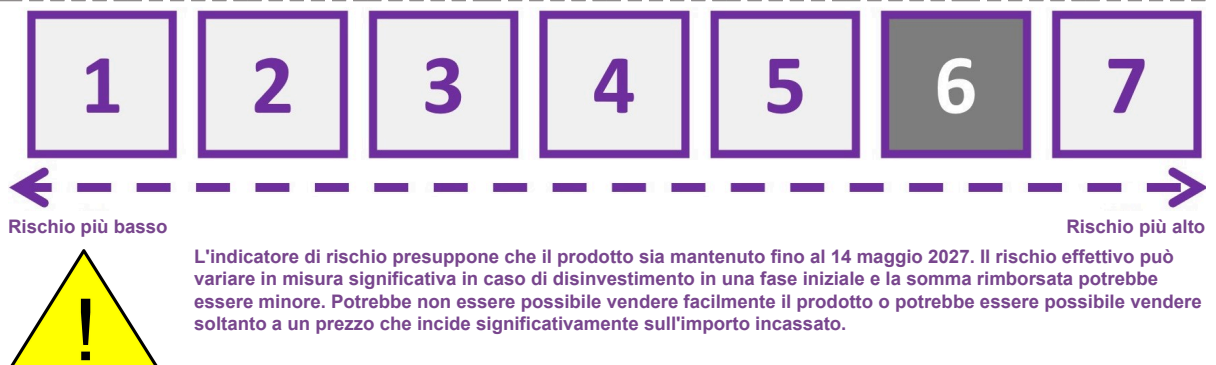 1 2 3 4 5 6 7
Rischio più basso Rischio più alto
L'indicatore di rischio presuppone che il prodotto sia mantenuto fino al 14 maggio 2027. Il rischio effettivo può
variare in misura significativa in caso di disinvestimento in una fase iniziale e la somma rimborsata potrebbe
essere minore. Potrebbe non essere possibile vendere facilmente il prodotto o potrebbe essere possibile vendere
soltanto a un prezzo che incide significativamente sull'importo incassato.
!